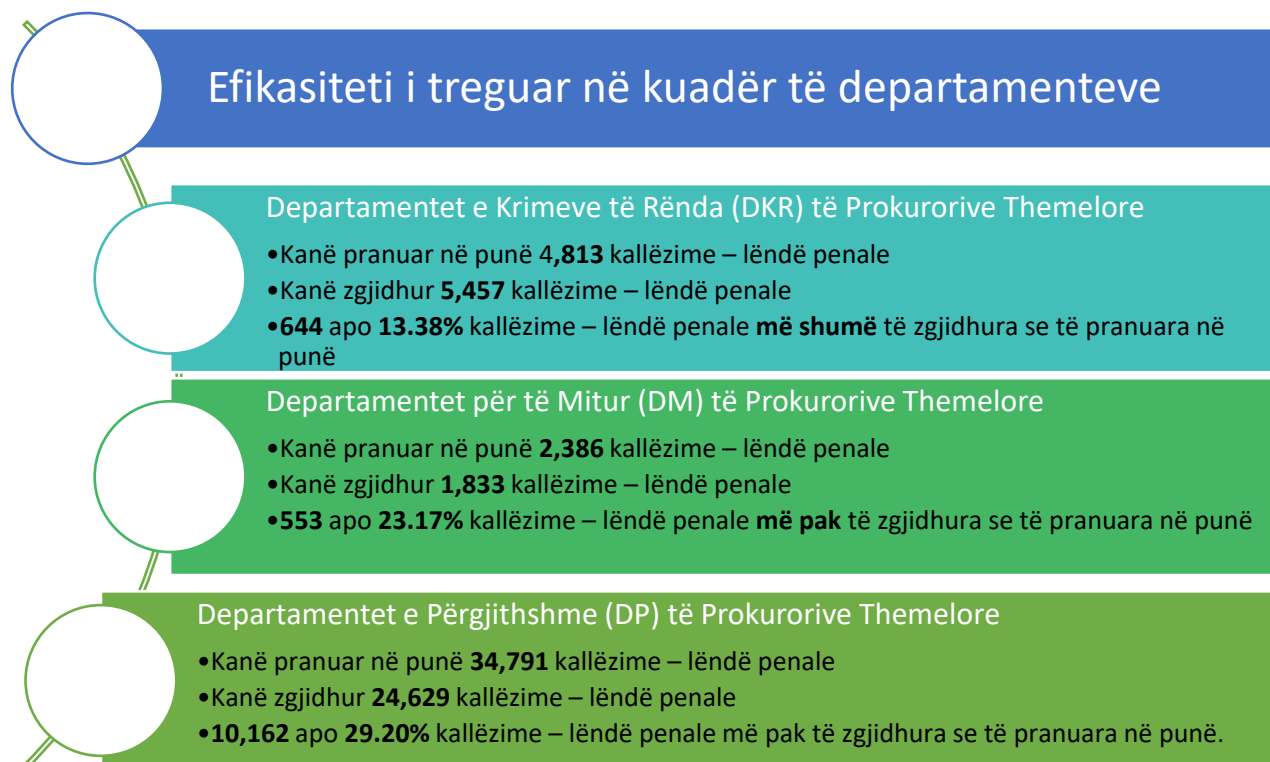 Efikasiteti i treguar në kuadër të departamenteve
Departamentet e Krimeve të Rënda (DKR) të Prokurorive Themelore
•Kanë pranuar në punë 4,813 kallëzime – lëndë penale
•Kanë zgjidhur 5,457 kallëzime – lëndë penale
•644 apo 13.38% kallëzime – lëndë penale më shumë të zgjidhura se të pranuara në
punë
Departamentet për të Mitur (DM) të Prokurorive Themelore
•Kanë pranuar në punë 2,386 kallëzime – lëndë penale
•Kanë zgjidhur 1,833 kallëzime – lëndë penale
•553 apo 23.17% kallëzime – lëndë penale më pak të zgjidhura se të pranuara në punë
Departamentet e Përgjithshme (DP) të Prokurorive Themelore
•Kanë pranuar në punë 34,791 kallëzime – lëndë penale
•Kanë zgjidhur 24,629 kallëzime – lëndë penale
•10,162 apo 29.20% kallëzime – lëndë penale më pak të zgjidhura se të pranuara në punë.